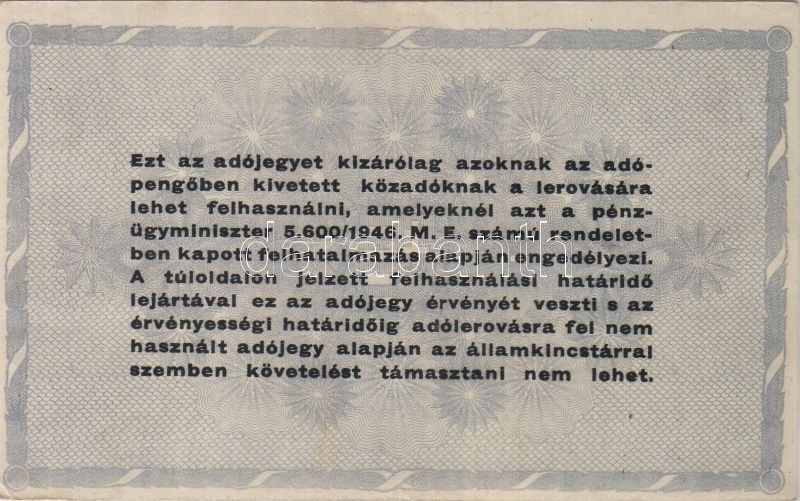 Ezt az adójegyet kizárólag azoknak az adó-
pengőben kivetett közadóknak a lerovására
lehet felhasználni, amelyeknél azt a pénz-
ügyminiszter 5.600/1946. M. E. számú rendelet-
ben kapott felhatalmazás alapján engedélyezi.
A túloldalon jelzett felhasználási határidő
lejártával ez az adójegy érvényét veszti s az
érvényességi határidőig adólerovásra fel nem
használt adójegy alapján az államkincstárral
szemben követelést támasztani nem lehet.
darabanth